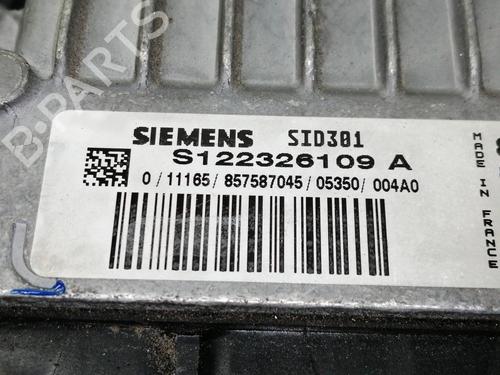 B-PARTS
SIEMENS SID301
S122326109 A
0/11165/857587045/05350/004A0
MADE IN FRANCE